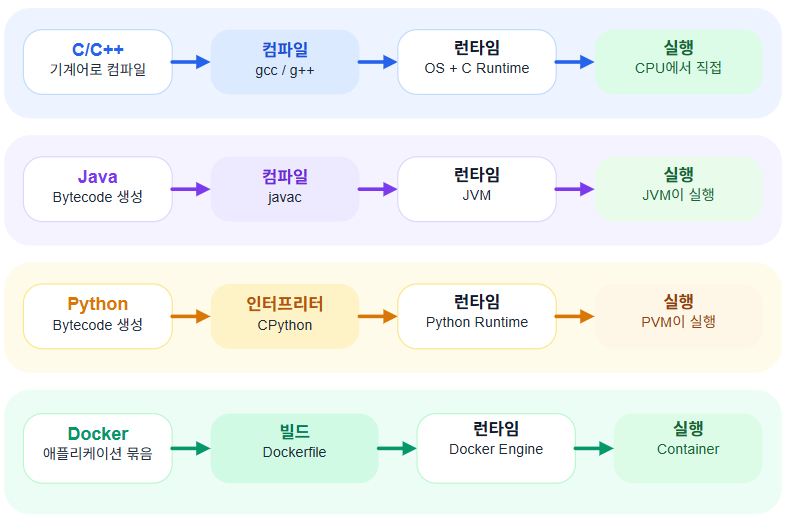 C/C++
기계어로 컴파일
컴파일
gcc / g++
런타임
OS + C Runtime
실행
CPU에서 직접
Java
Bytecode 생성
컴파일
javac
런타임
JVM
실행
JVM이 실행
Python
Bytecode 생성
인터프리터
CPython
런타임
Python Runtime
실행
PVM이 실행
Docker
애플리케이션 묶음
빌드
Dockerfile
런타임
Docker Engine
실행
Container